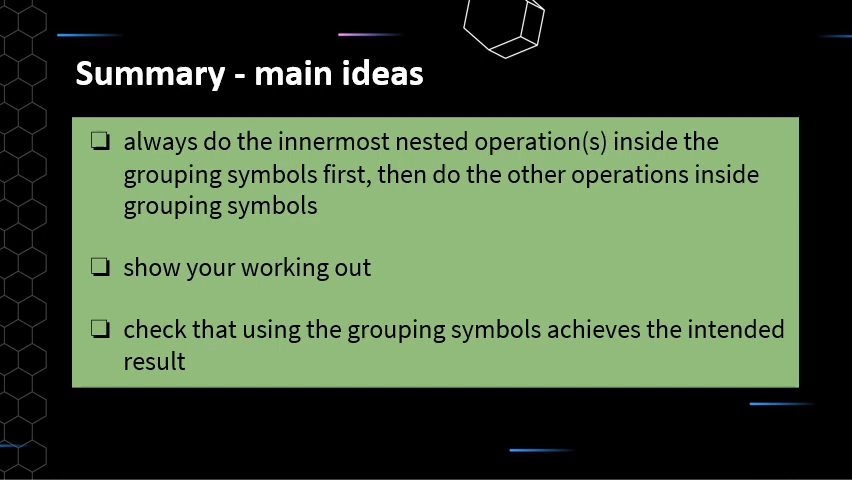 Summary - main ideas
❏ always do the innermost nested operation(s) inside the
grouping symbols first, then do the other operations inside
grouping symbols
❏ show your working out
❏ check that using the grouping symbols achieves the intended
result